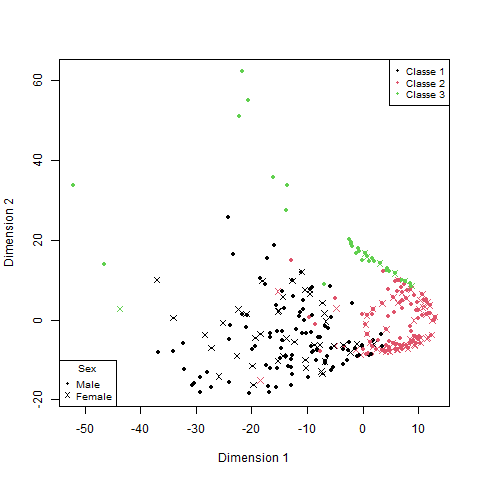 Classe 1
Classe 2
Classe 3
60
40
20
0
-20
Dimension 2
Sex
Male
Female
-50 -40 -30 -20 -10 0 10
Dimension 1